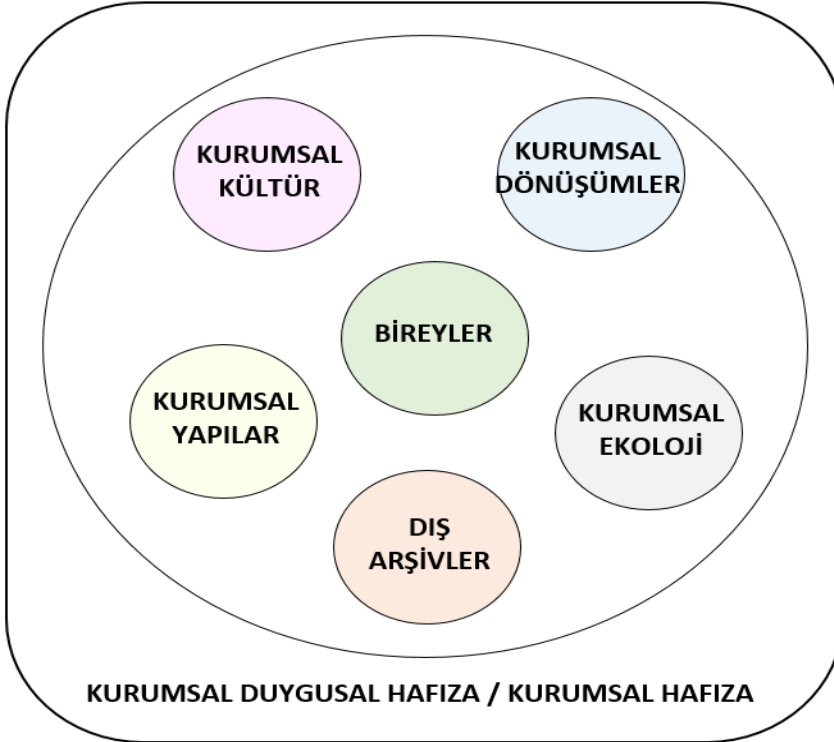 KURUMSAL
KÜLTÜR
KURUMSAL
DÖNÜŞÜMLER
BİREYLER
KURUMSAL
YAPILAR
KURUMSAL
EKOLOJİ
DIŞ
ARŞİVLER
KURUMSAL DUYGUSAL HAFIZA / KURUMSAL HAFIZA